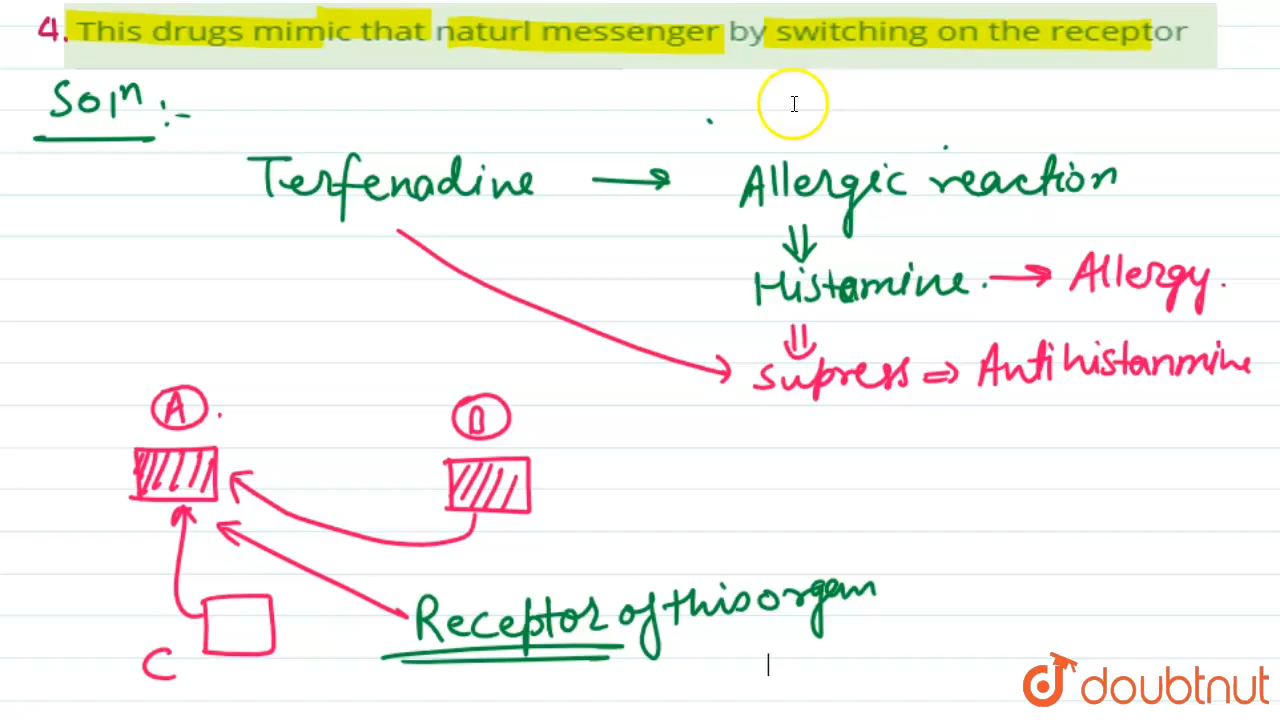 4. This drugs mimic that naturl messenger by switching on the receptor
Solⁿ :-
Terfenadine → Allergic reaction
⇓
Histamine. → Allergy.
⇓
Supress ⇒ Antihistanmine
A.
B
Receptor of this organ
C
doubtnut